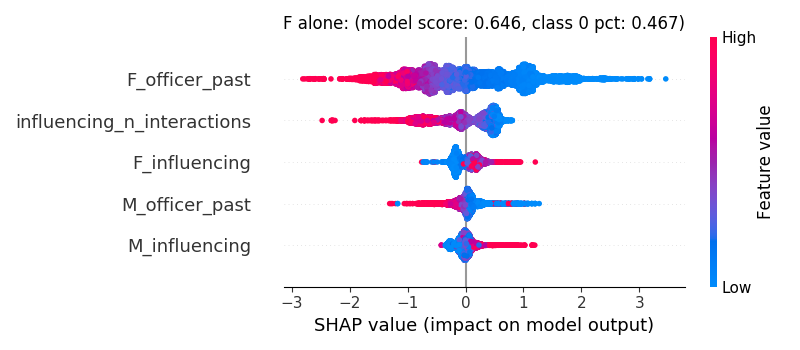 F alone: (model score: 0.646, class 0 pct: 0.467)
High
F_officer_past
influencing_n_interactions
F_influencing
M_officer_past
M_influencing
Feature value
Low
−3 −2 −1 0 1 2 3
SHAP value (impact on model output)